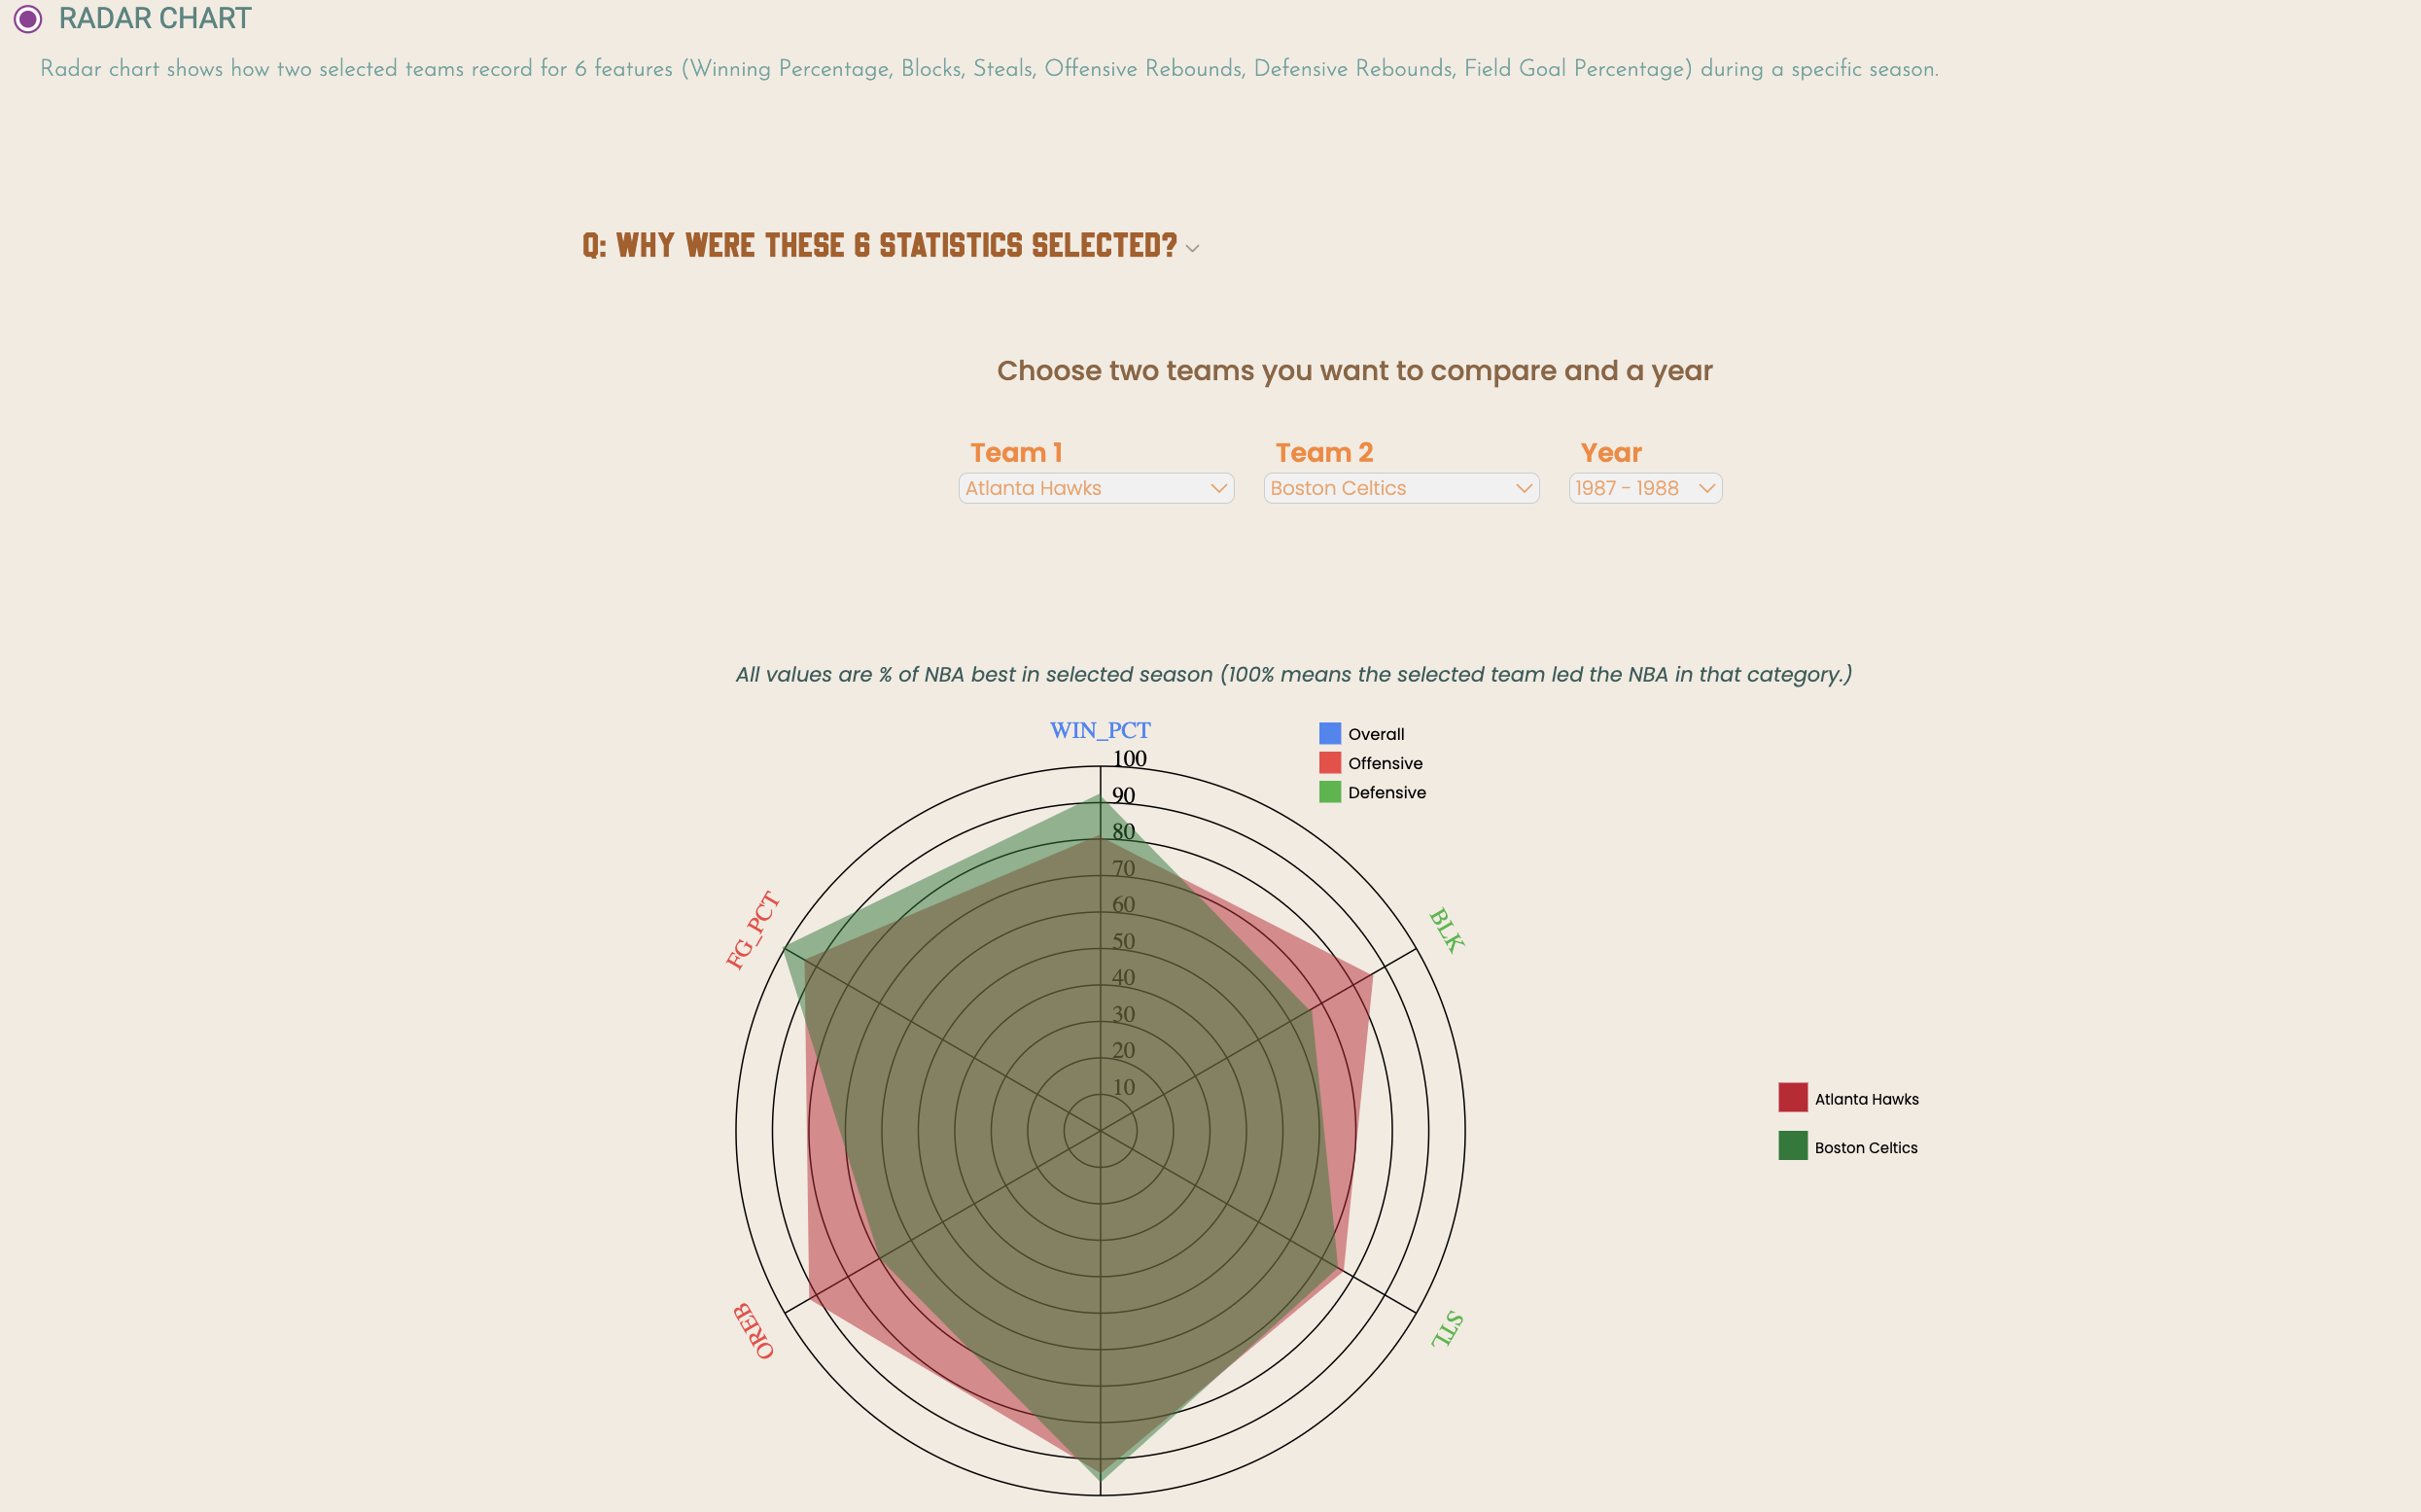 RADAR CHART
Radar chart shows how two selected teams record for 6 features (Winning Percentage, Blocks, Steals, Offensive Rebounds, Defensive Rebounds, Field Goal Percentage) during a specific season.
Q: WHY WERE THESE 6 STATISTICS SELECTED?
Choose two teams you want to compare and a year
Team 1 Team 2 Year
Atlanta Hawks Boston Celtics 1987 - 1988
All values are % of NBA best in selected season (100% means the selected team led the NBA in that category.)
WIN_PCT
Overall
Offensive
Defensive
100
90
80
70
60
50
40
30
20
10
FG_PCT
BLK
Atlanta Hawks
Boston Celtics
OREB
STL